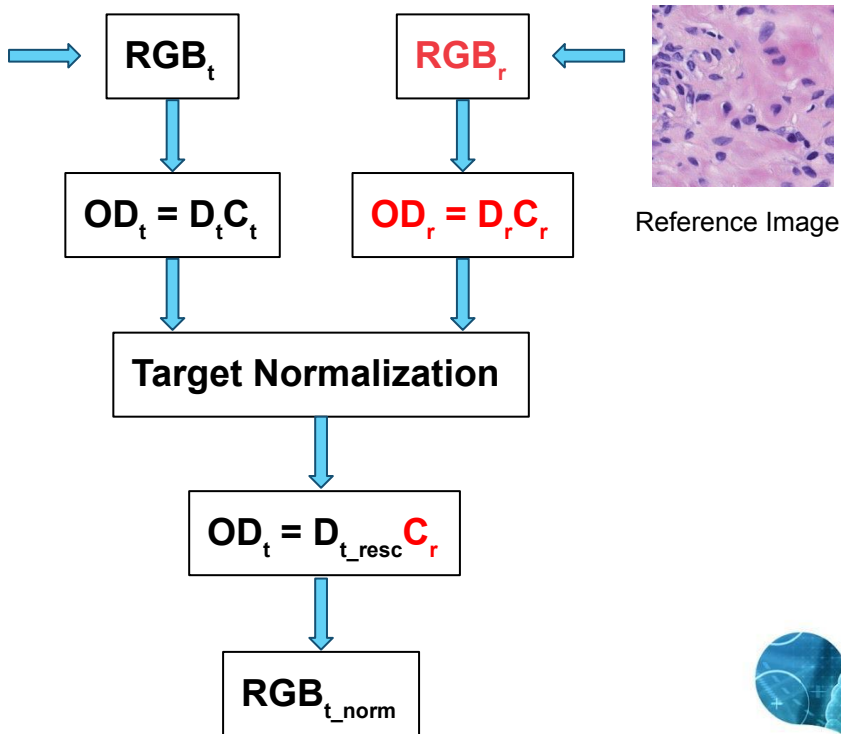 RGBt
RGBr
ODt = DtCt
ODr = DrCr
Reference Image
Target Normalization
ODt = Dt_rescCr
RGBt_norm